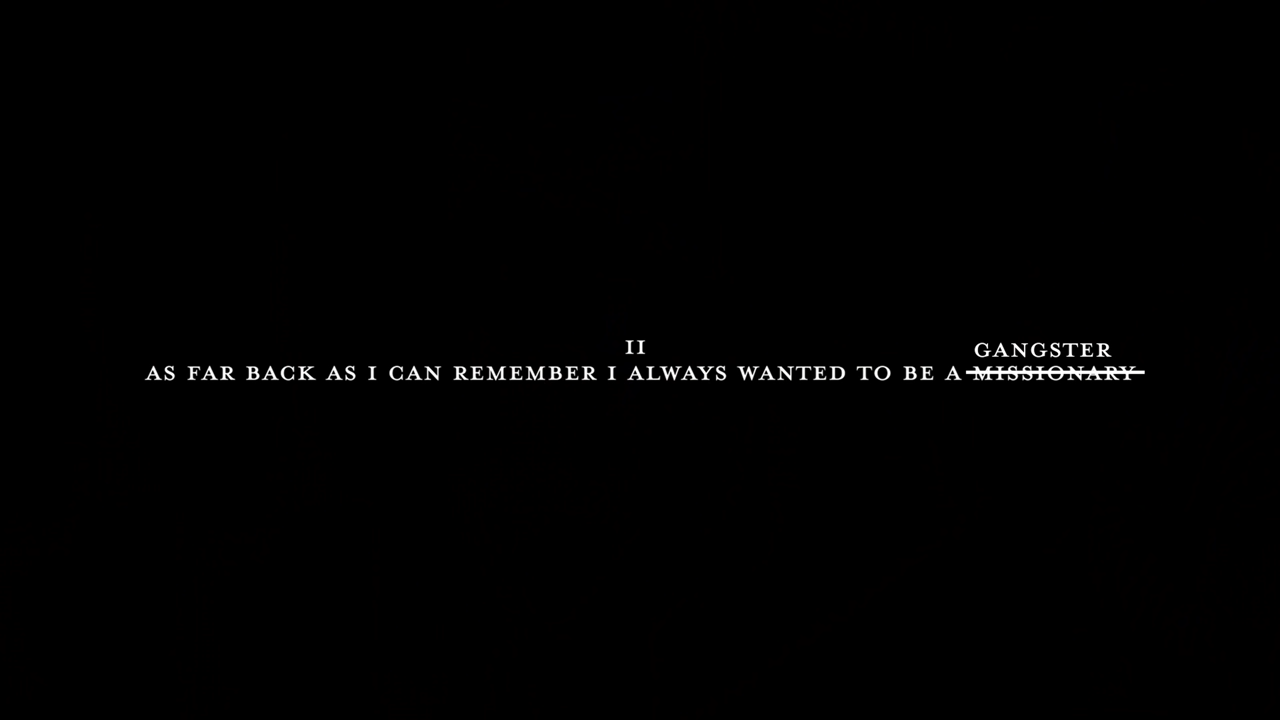 II
GANGSTER
AS FAR BACK AS I CAN REMEMBER I ALWAYS WANTED TO BE A MISSIONARY